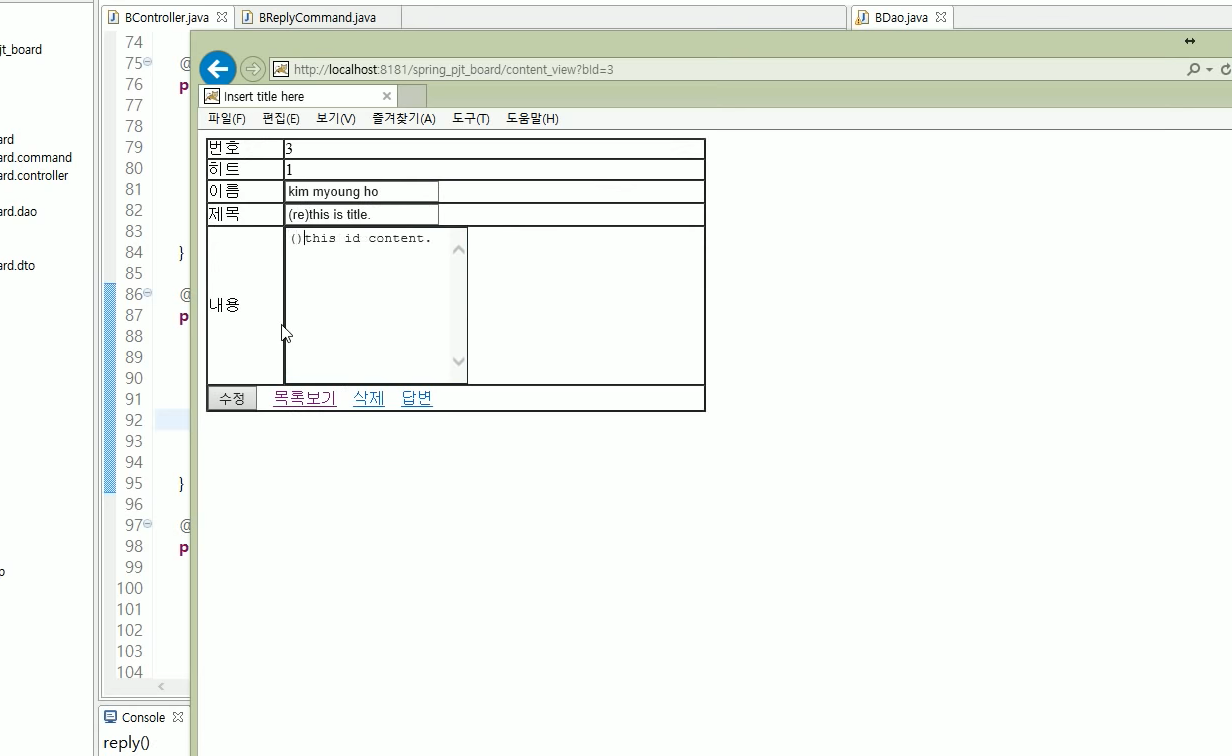 BController.java
BReplyCommand.java
BDao.java
jt_board
ard
ard.command
ard.controller
ard.dao
ard.dto
o
74
75 @
76 p
77
78
79
80
81
82
83
84 }
85
86 @
87 p
88
89
90
91
92
93
94
95 }
96
97 @
98 p
99
100
101
102
103
104
http://localhost:8181/spring_pjt_board/content_view?bId=3
Insert title here
파일(F) 편집(E) 보기(V) 즐겨찾기(A) 도구(T) 도움말(H)
번호 3
히트 1
이름 kim myoung ho
제목 (re)this is title.
내용 ()this id content.
수정 목록보기 삭제 답변
Console
reply()